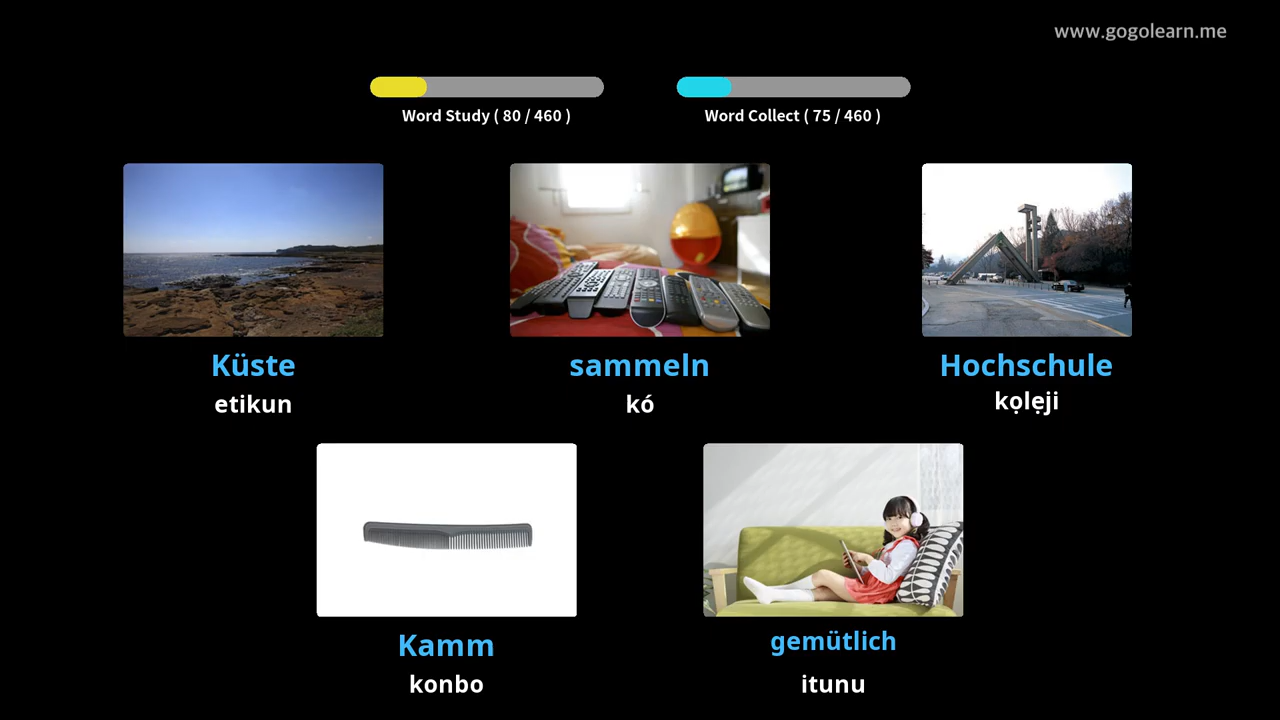 www.gogolearn.me
Word Study ( 80 / 460 )
Word Collect ( 75 / 460 )
Küste
sammeln
Hochschule
etikun
kó
kọlẹji
Kamm
gemütlich
konbo
itunu